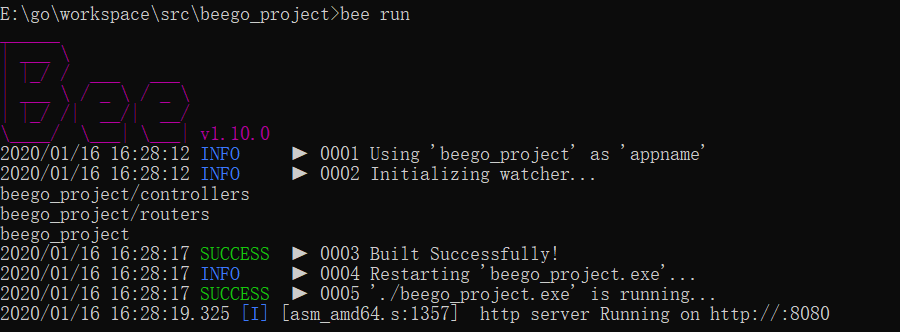 E:\go\workspace\src\beego_project>bee run
Bee
v1.10.0
2020/01/16 16:28:12 INFO ▶ 0001 Using 'beego_project' as 'appname'
2020/01/16 16:28:12 INFO ▶ 0002 Initializing watcher...
beego_project/controllers
beego_project/routers
beego_project
2020/01/16 16:28:17 SUCCESS ▶ 0003 Built Successfully!
2020/01/16 16:28:17 INFO ▶ 0004 Restarting 'beego_project.exe'...
2020/01/16 16:28:17 SUCCESS ▶ 0005 './beego_project.exe' is running...
2020/01/16 16:28:19.325 [I] [asm_amd64.s:1357] http server Running on http://:8080